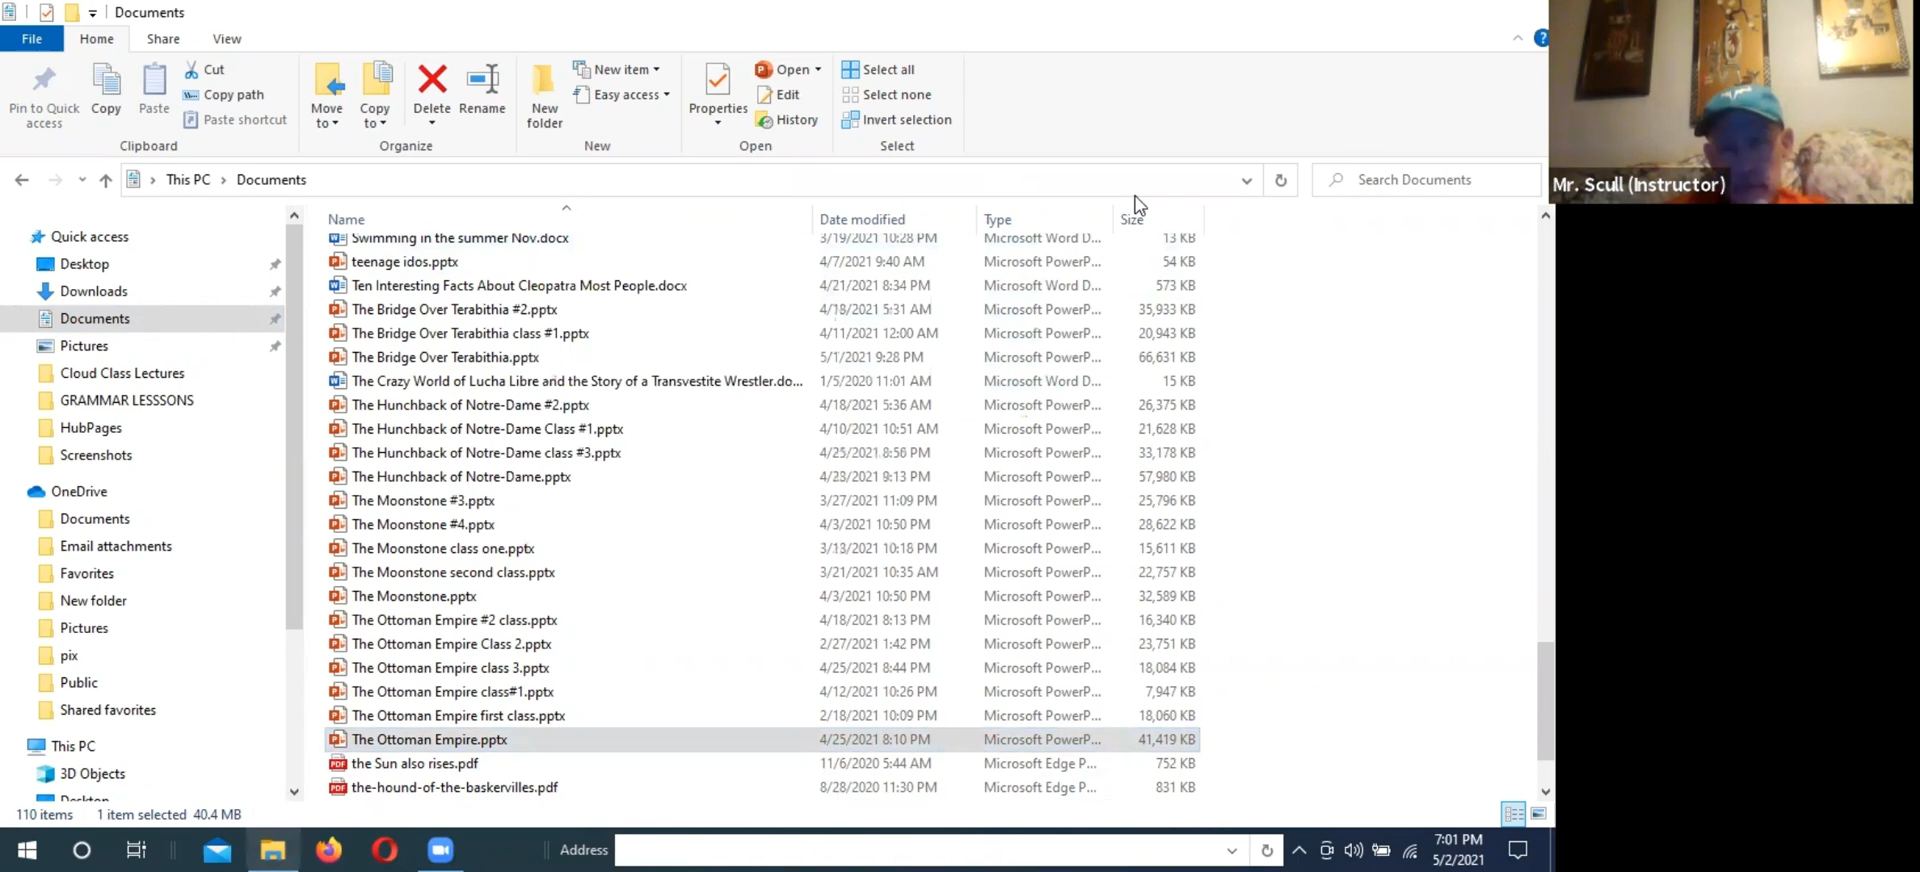 Documents
File Home Share View
Pin to Quick access
Copy
Paste
Cut
Copy path
Paste shortcut
Clipboard
Move to
Copy to
Delete
Rename
Organize
New folder
New item
Easy access
New
Properties
Open
Edit
History
Open
Select all
Select none
Invert selection
Select
This PC > Documents
Search Documents
Mr. Scull (Instructor)
Quick access
Desktop
Downloads
Documents
Pictures
Cloud Class Lectures
GRAMMAR LESSSONS
HubPages
Screenshots
OneDrive
Documents
Email attachments
Favorites
New folder
Pictures
pix
Public
Shared favorites
This PC
3D Objects
Desktop
Name Date modified Type Size
Swimming in the summer Nov.docx 3/19/2021 10:28 PM Microsoft Word D... 13 KB
teenage idos.pptx 4/7/2021 9:40 AM Microsoft PowerP... 54 KB
Ten Interesting Facts About Cleopatra Most People.docx 4/21/2021 8:34 PM Microsoft Word D... 573 KB
The Bridge Over Terabithia #2.pptx 4/18/2021 5:31 AM Microsoft PowerP... 35,933 KB
The Bridge Over Terabithia class #1.pptx 4/11/2021 12:00 AM Microsoft PowerP... 20,943 KB
The Bridge Over Terabithia.pptx 5/1/2021 9:28 PM Microsoft PowerP... 66,631 KB
The Crazy World of Lucha Libre and the Story of a Transvestite Wrestler.do... 1/5/2020 11:01 AM Microsoft Word D... 15 KB
The Hunchback of Notre-Dame #2.pptx 4/18/2021 5:36 AM Microsoft PowerP... 26,375 KB
The Hunchback of Notre-Dame Class #1.pptx 4/10/2021 10:51 AM Microsoft PowerP... 21,628 KB
The Hunchback of Notre-Dame class #3.pptx 4/25/2021 8:56 PM Microsoft PowerP... 33,178 KB
The Hunchback of Notre-Dame.pptx 4/23/2021 9:13 PM Microsoft PowerP... 57,980 KB
The Moonstone #3.pptx 3/27/2021 11:09 PM Microsoft PowerP... 25,796 KB
The Moonstone #4.pptx 4/3/2021 10:50 PM Microsoft PowerP... 28,622 KB
The Moonstone class one.pptx 3/13/2021 10:18 PM Microsoft PowerP... 15,611 KB
The Moonstone second class.pptx 3/21/2021 10:35 AM Microsoft PowerP... 22,757 KB
The Moonstone.pptx 4/3/2021 10:50 PM Microsoft PowerP... 32,589 KB
The Ottoman Empire #2 class.pptx 4/18/2021 8:13 PM Microsoft PowerP... 16,340 KB
The Ottoman Empire Class 2.pptx 2/27/2021 1:42 PM Microsoft PowerP... 23,751 KB
The Ottoman Empire class 3.pptx 4/25/2021 8:44 PM Microsoft PowerP... 18,084 KB
The Ottoman Empire class#1.pptx 4/12/2021 10:26 PM Microsoft PowerP... 7,947 KB
The Ottoman Empire first class.pptx 2/18/2021 10:09 PM Microsoft PowerP... 18,060 KB
The Ottoman Empire.pptx 4/25/2021 8:10 PM Microsoft PowerP... 41,419 KB
the Sun also rises.pdf 11/6/2020 5:44 AM Microsoft Edge P... 752 KB
the-hound-of-the-baskervilles.pdf 8/28/2020 11:30 PM Microsoft Edge P... 831 KB
110 items 1 item selected 40.4 MB
Address
7:01 PM
5/2/2021